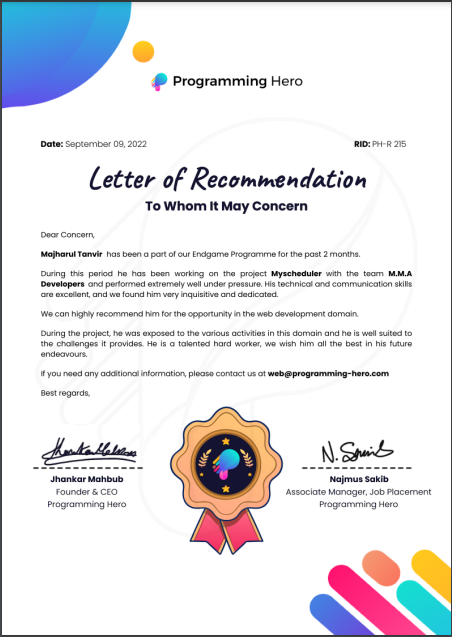 Programming Hero
Date: September 09, 2022 RID: PH-R 215
Letter of Recommendation
To Whom It May Concern
Dear Concern,
Majharul Tanvir has been a part of our Endgame Programme for the past 2 months.
During this period he has been working on the project Myscheduler with the team M.M.A
Developers and performed extremely well under pressure. His technical and communication skills
are excellent, and we found him very inquisitive and dedicated.
We can highly recommend him for the opportunity in the web development domain.
During the project, he was exposed to the various activities in this domain and he is well suited to
the challenges it provides. He is a talented hard worker, we wish him all the best in his future
endeavours.
If you need any additional information, please contact us at web@programming-hero.com
Best regards,
Jhankar Mahbub
Founder & CEO
Programming Hero
N. Sakib
Najmus Sakib
Associate Manager, Job Placement
Programming Hero